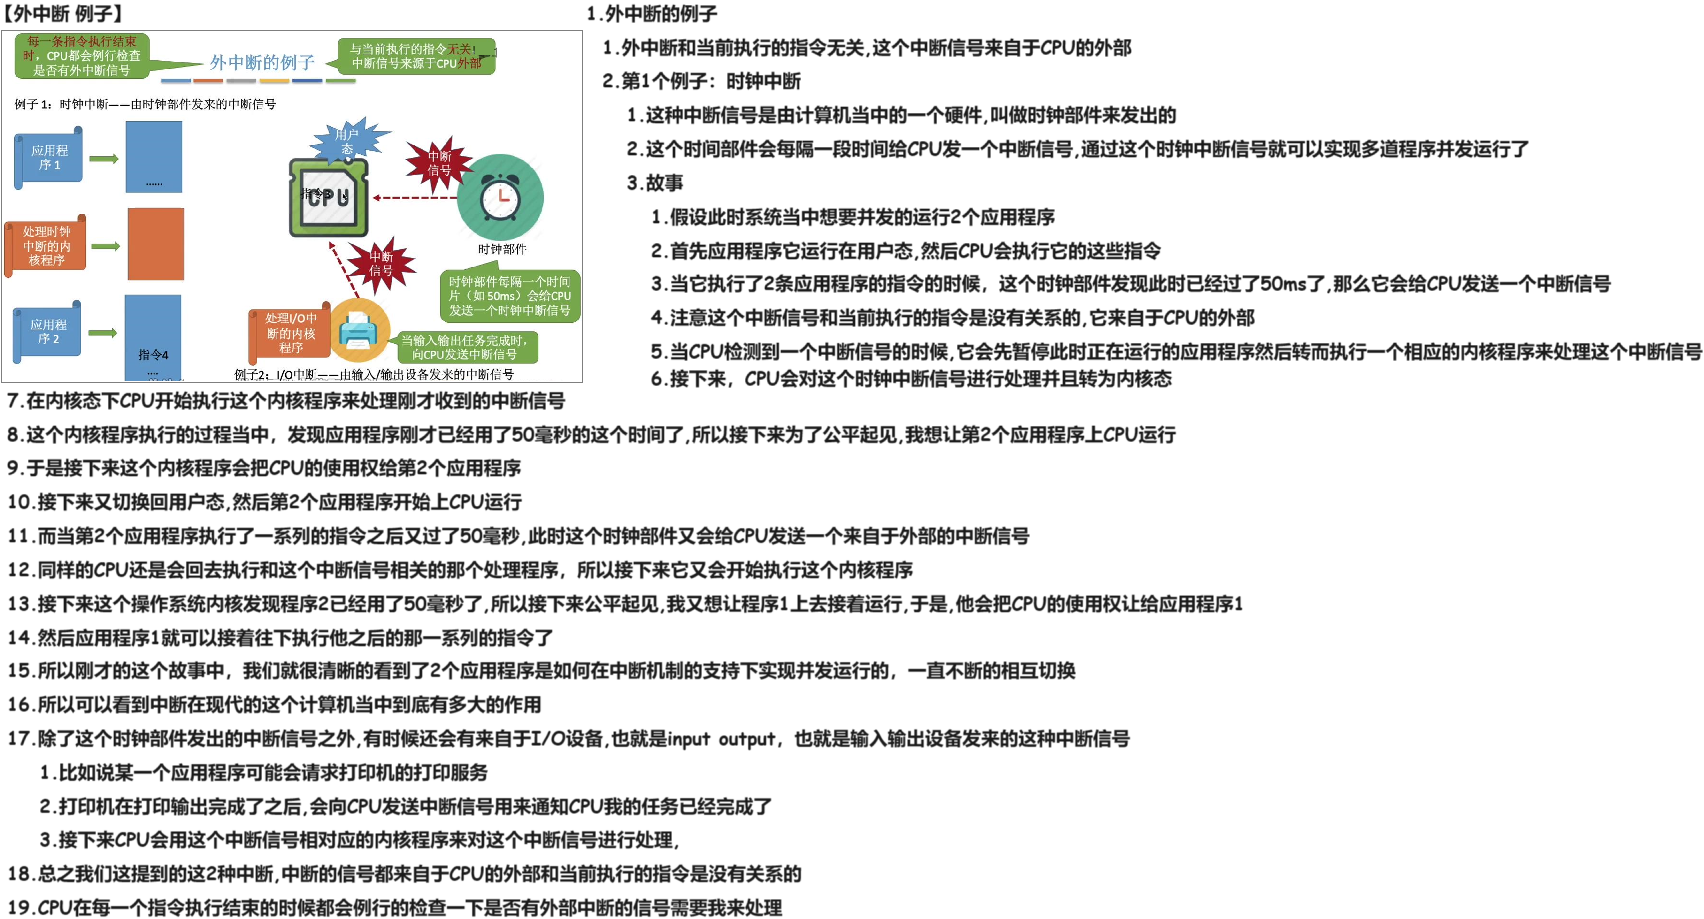 【外中断 例子】
每一条指令执行结束
时，CPU都会例行检查
是否有外中断信号
外中断的例子
与当前执行的指令无关！
中断信号来源于CPU外部
例子1：时钟中断——由时钟部件发来的中断信号
应用程
序1
......
用户
态
CPU
中断
信号
时钟部件
处理时钟
中断的内
核程序
中断
信号
时钟部件每隔一个时间
片（如 50ms）会给CPU
发送一个时钟中断信号
应用程
序2
指令4
....
处理I/O中
断的内核
程序
当输入输出任务完成时，
向CPU发送中断信号
例子2：I/O中断——由输入/输出设备发来的中断信号
1.外中断的例子
1.外中断和当前执行的指令无关,这个中断信号来自于CPU的外部
2.第1个例子：时钟中断
1.这种中断信号是由计算机当中的一个硬件,叫做时钟部件来发出的
2.这个时间部件会每隔一段时间给CPU发一个中断信号,通过这个时钟中断信号就可以实现多道程序并发运行了
3.故事
1.假设此时系统当中想要并发的运行2个应用程序
2.首先应用程序它运行在用户态,然后CPU会执行它的这些指令
3.当它执行了2条应用程序的指令的时候，这个时钟部件发现此时已经过了50ms了,那么它会给CPU发送一个中断信号
4.注意这个中断信号和当前执行的指令是没有关系的,它来自于CPU的外部
5.当CPU检测到一个中断信号的时候,它会先暂停此时正在运行的应用程序然后转而执行一个相应的内核程序来处理这个中断信号
6.接下来，CPU会对这个时钟中断信号进行处理并且转为内核态
7.在内核态下CPU开始执行这个内核程序来处理刚才收到的中断信号
8.这个内核程序执行的过程当中，发现应用程序刚才已经用了50毫秒的这个时间了,所以接下来为了公平起见,我想让第2个应用程序上CPU运行
9.于是接下来这个内核程序会把CPU的使用权给第2个应用程序
10.接下来又切换回用户态,然后第2个应用程序开始上CPU运行
11.而当第2个应用程序执行了一系列的指令之后又过了50毫秒,此时这个时钟部件又会给CPU发送一个来自于外部的中断信号
12.同样的CPU还是会回去执行和这个中断信号相关的那个处理程序，所以接下来它又会开始执行这个内核程序
13.接下来这个操作系统内核发现程序2已经用了50毫秒了,所以接下来公平起见,我又想让程序1上去接着运行,于是,他会把CPU的使用权让给应用程序1
14.然后应用程序1就可以接着往下执行他之后的那一系列的指令了
15.所以刚才的这个故事中，我们就很清晰的看到了2个应用程序是如何在中断机制的支持下实现并发运行的，一直不断的相互切换
16.所以可以看到中断在现代的这个计算机当中到底有多大的作用
17.除了这个时钟部件发出的中断信号之外,有时候还会有来自于I/O设备,也就是input output，也就是输入输出设备发来的这种中断信号
1.比如说某一个应用程序可能会请求打印机的打印服务
2.打印机在打印输出完成了之后,会向CPU发送中断信号用来通知CPU我的任务已经完成了
3.接下来CPU会用这个中断信号相对应的内核程序来对这个中断信号进行处理,
18.总之我们这提到的这2种中断,中断的信号都来自于CPU的外部和当前执行的指令是没有关系的
19.CPU在每一个指令执行结束的时候都会例行的检查一下是否有外部中断的信号需要我来处理